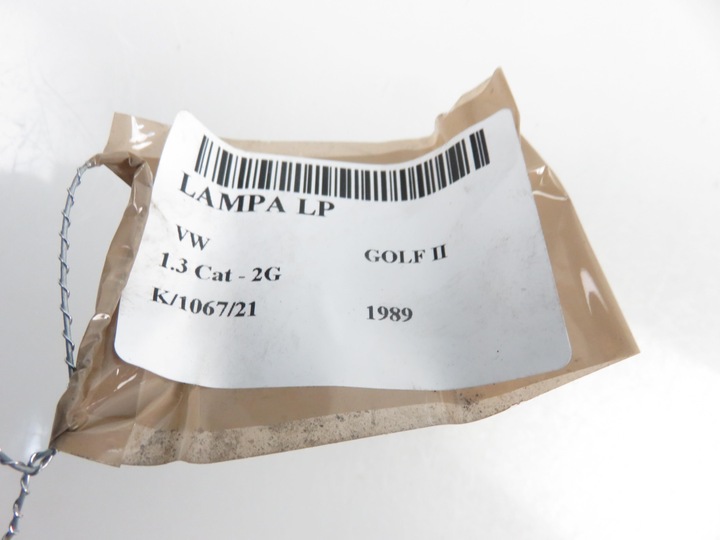 LAMPA LP
VW GOLF II
1.3 Cat - 2G
K/1067/21 1989